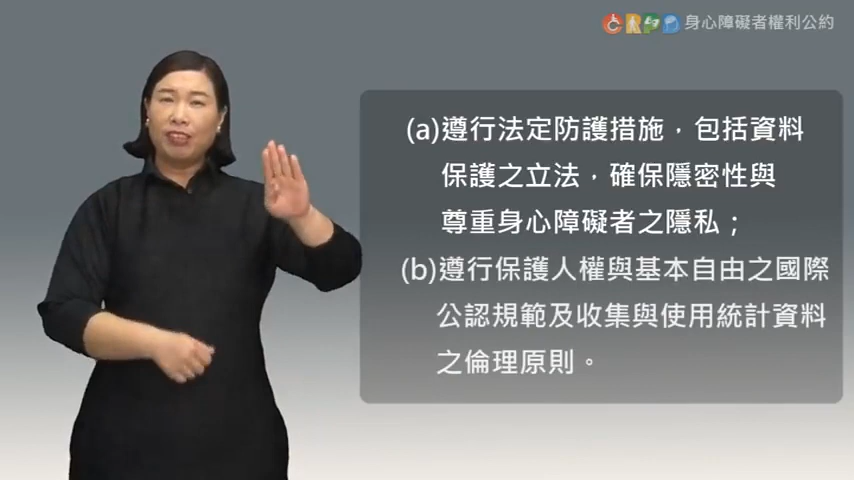 CRPD 身心障礙者權利公約
(a)遵行法定防護措施，包括資料
保護之立法，確保隱密性與
尊重身心障礙者之隱私；
(b)遵行保護人權與基本自由之國際
公認規範及收集與使用統計資料
之倫理原則。